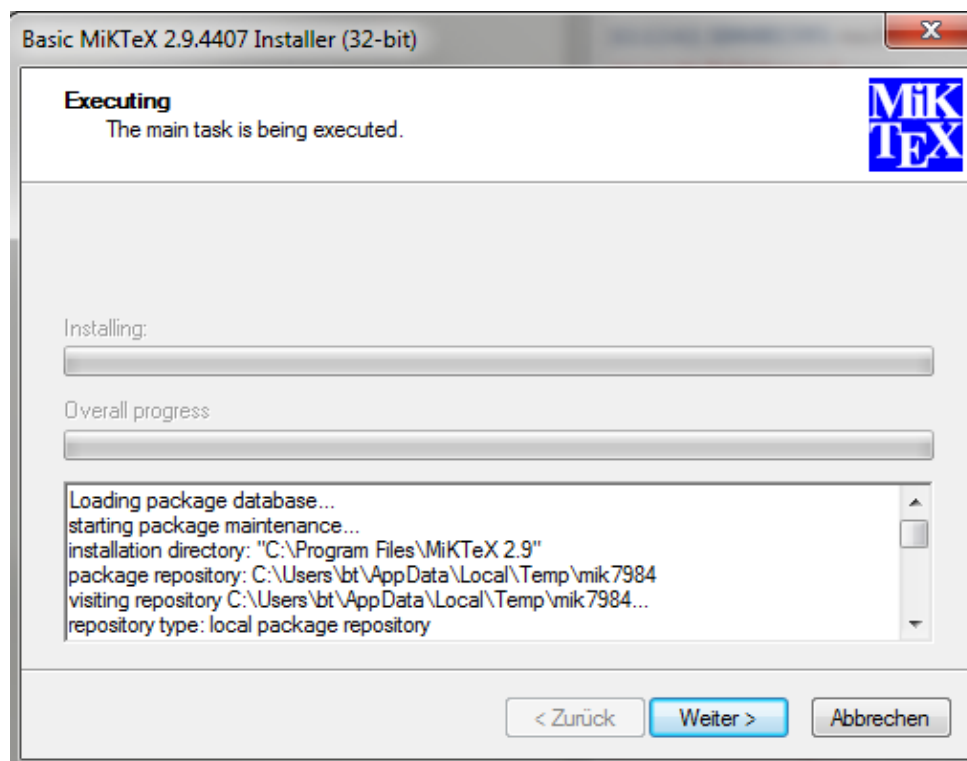 Basic MiKTeX 2.9.4407 Installer (32-bit)
Executing
The main task is being executed.
MiK
TEX
Installing:
Overall progress
Loading package database...
starting package maintenance...
installation directory: "C:\Program Files\MiKTeX 2.9"
package repository: C:\Users\bt\AppData\Local\Temp\mik7984
visiting repository C:\Users\bt\AppData\Local\Temp\mik7984...
repository type: local package repository
< Zurück
Weiter >
Abbrechen